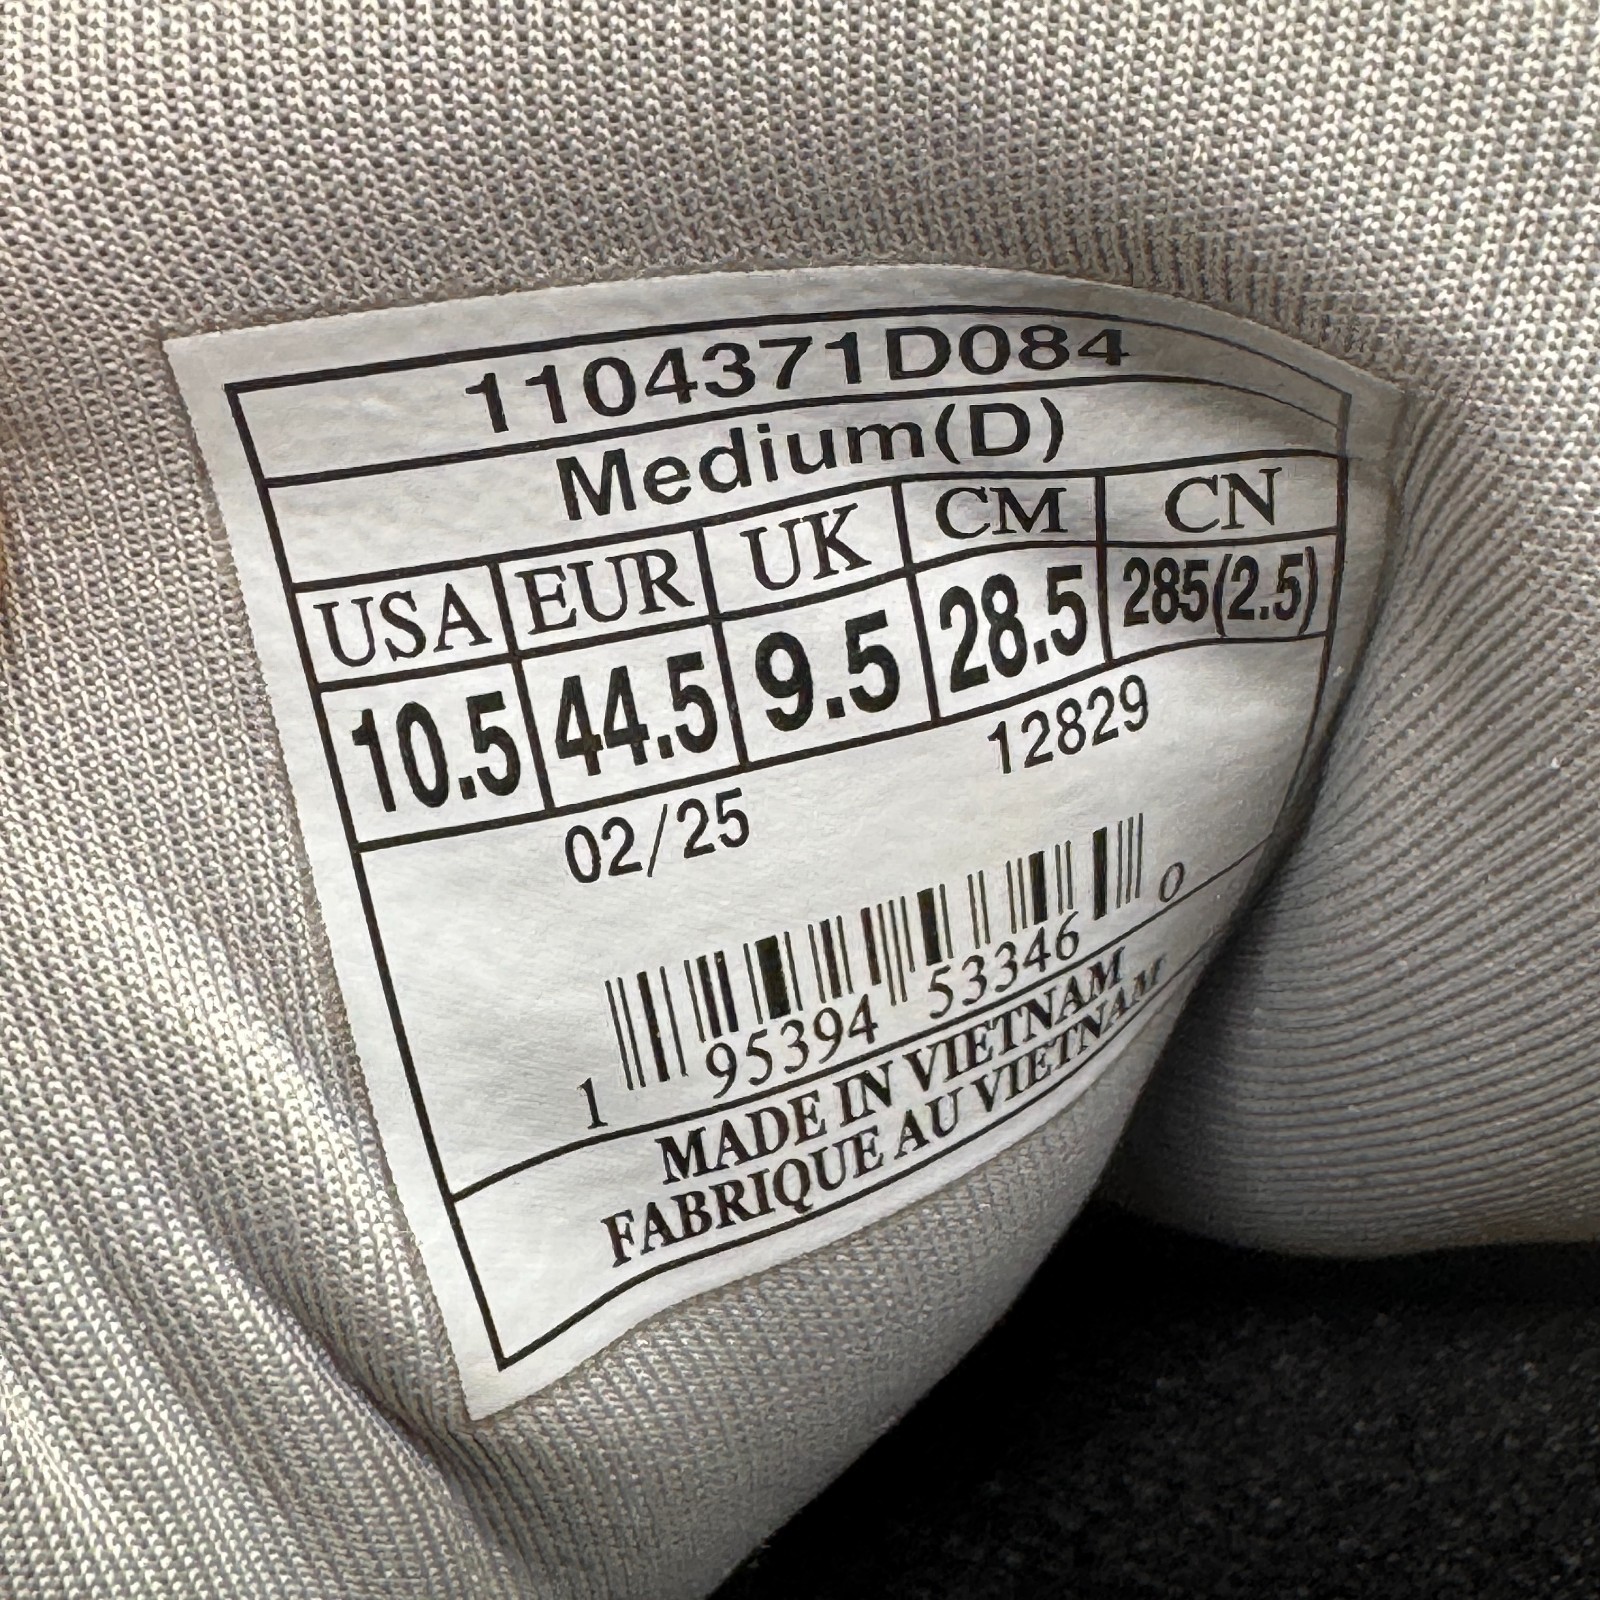 1104371D084
Medium(D)
USA EUR UK CM CN
10.5 44.5 9.5 28.5 285(2.5)
02/25 12829
1 95394 53346 0
MADE IN VIETNAM
FABRIQUE AU VIETNAM